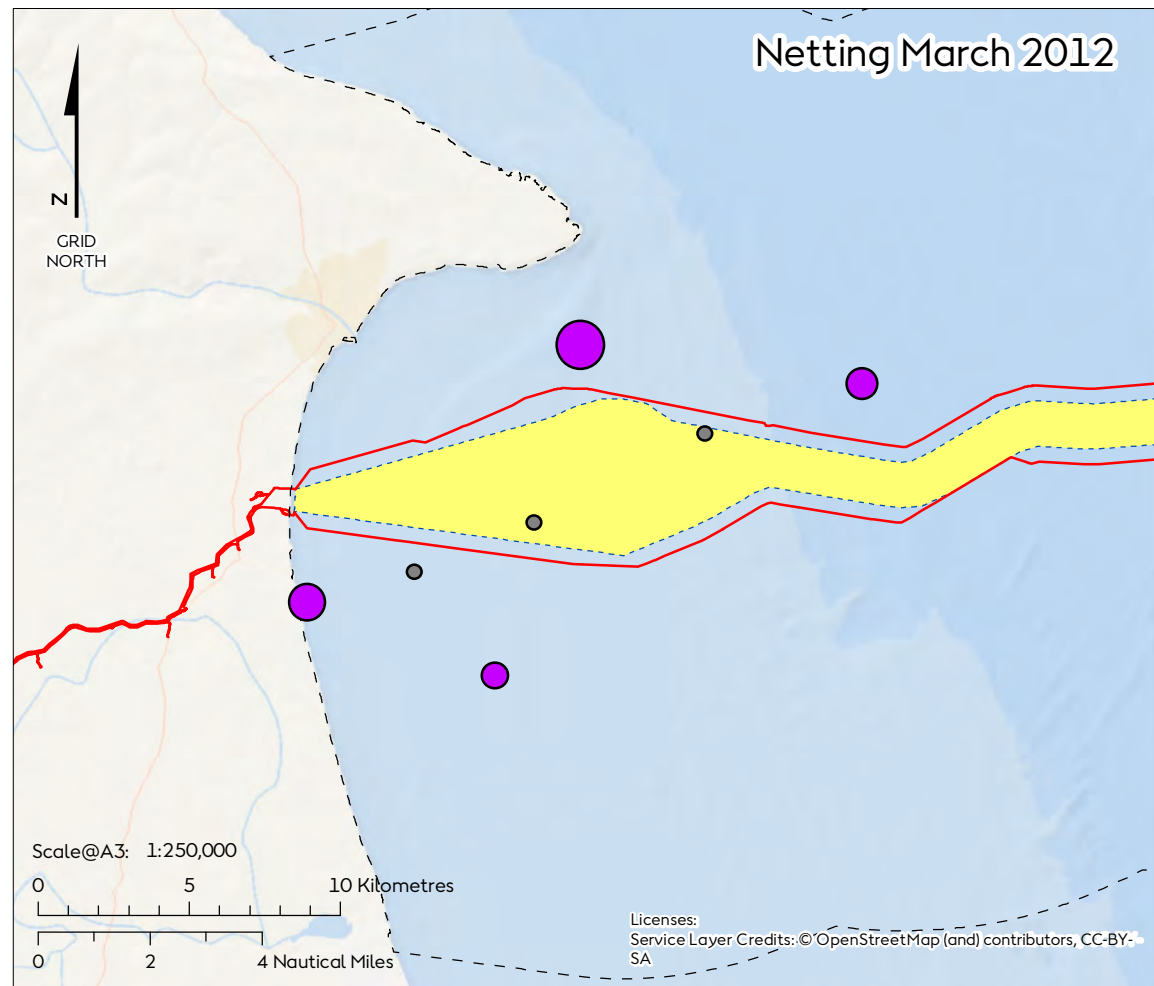 Netting March 2012
N
GRID
NORTH
Scale@A3: 1:250,000
0 5 10 Kilometres
0 2 4 Nautical Miles
Licenses:
Service Layer Credits: © OpenStreetMap (and) contributors, CC-BY-
SA